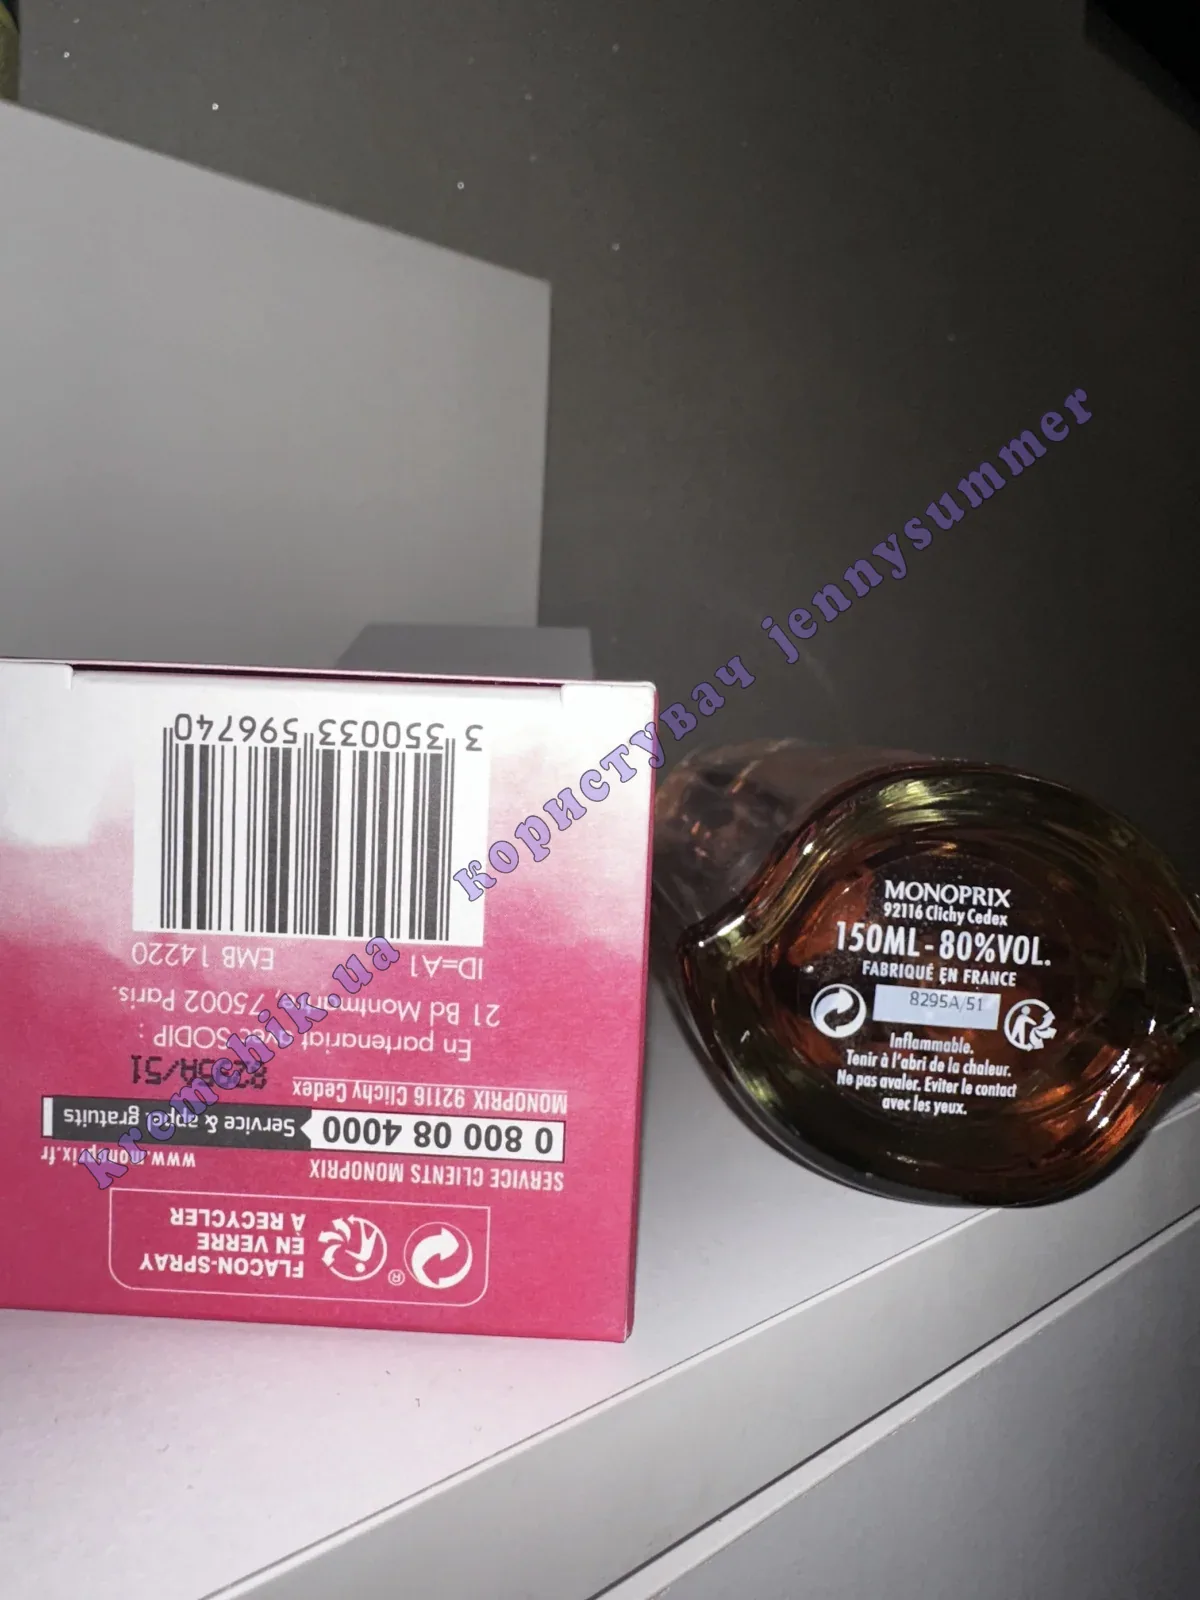 FLACON-SPRAY
EN VERRE
À RECYCLER
®
SERVICE CLIENTS MONOPRIX
www.monoprix.fr
0 800 08 4000 Service & appel gratuits
MONOPRIX 92116 Clichy Cedex
8295A/51
En partenariat avec SODIP :
21 Bd Montmartre, 75002 Paris.
ID=A1 EMB 14220
3 350033 596740
MONOPRIX
92116 Clichy Cedex
150ML - 80%VOL.
FABRIQUÉ EN FRANCE
8295A/51
Inflammable.
Tenir à l'abri de la chaleur.
Ne pas avaler. Eviter le contact
avec les yeux.
kremchik.ua користувач jennysummer